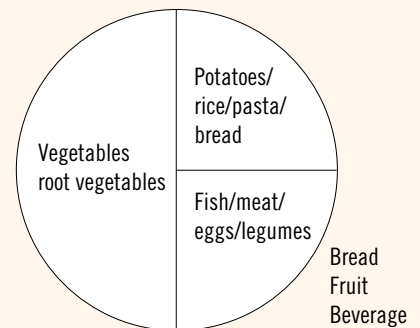 Vegetables
root vegetables
Potatoes/
rice/pasta/
bread
Fish/meat/
eggs/legumes
Bread
Fruit
Beverage